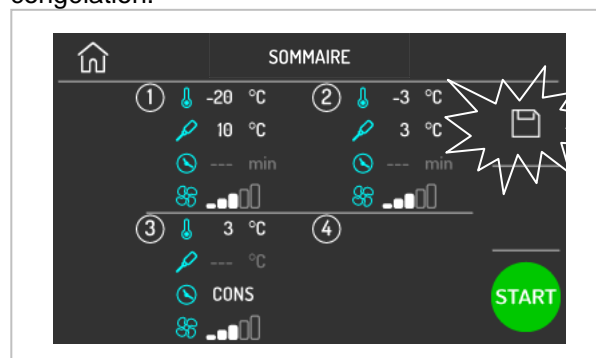 congélation.
SOMMAIRE
1 -20 °C 2 -3 °C
10 °C 3 °C
--- min --- min
3 3 °C 4
--- °C
CONS
START